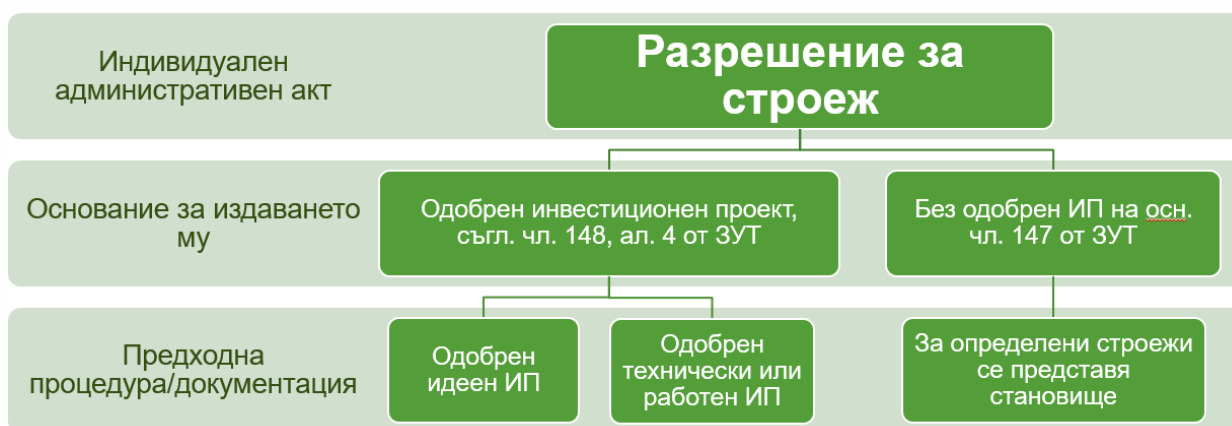 Индивидуален
административен акт
Разрешение за
строеж
Основание за издаването
му
Одобрен инвестиционен проект,
съгл. чл. 148, ал. 4 от ЗУТ
Без одобрен ИП на осн.
чл. 147 от ЗУТ
Предходна
процедура/документация
Одобрен
идеен ИП
Одобрен
технически или
работен ИП
За определени строежи
се представя
становище